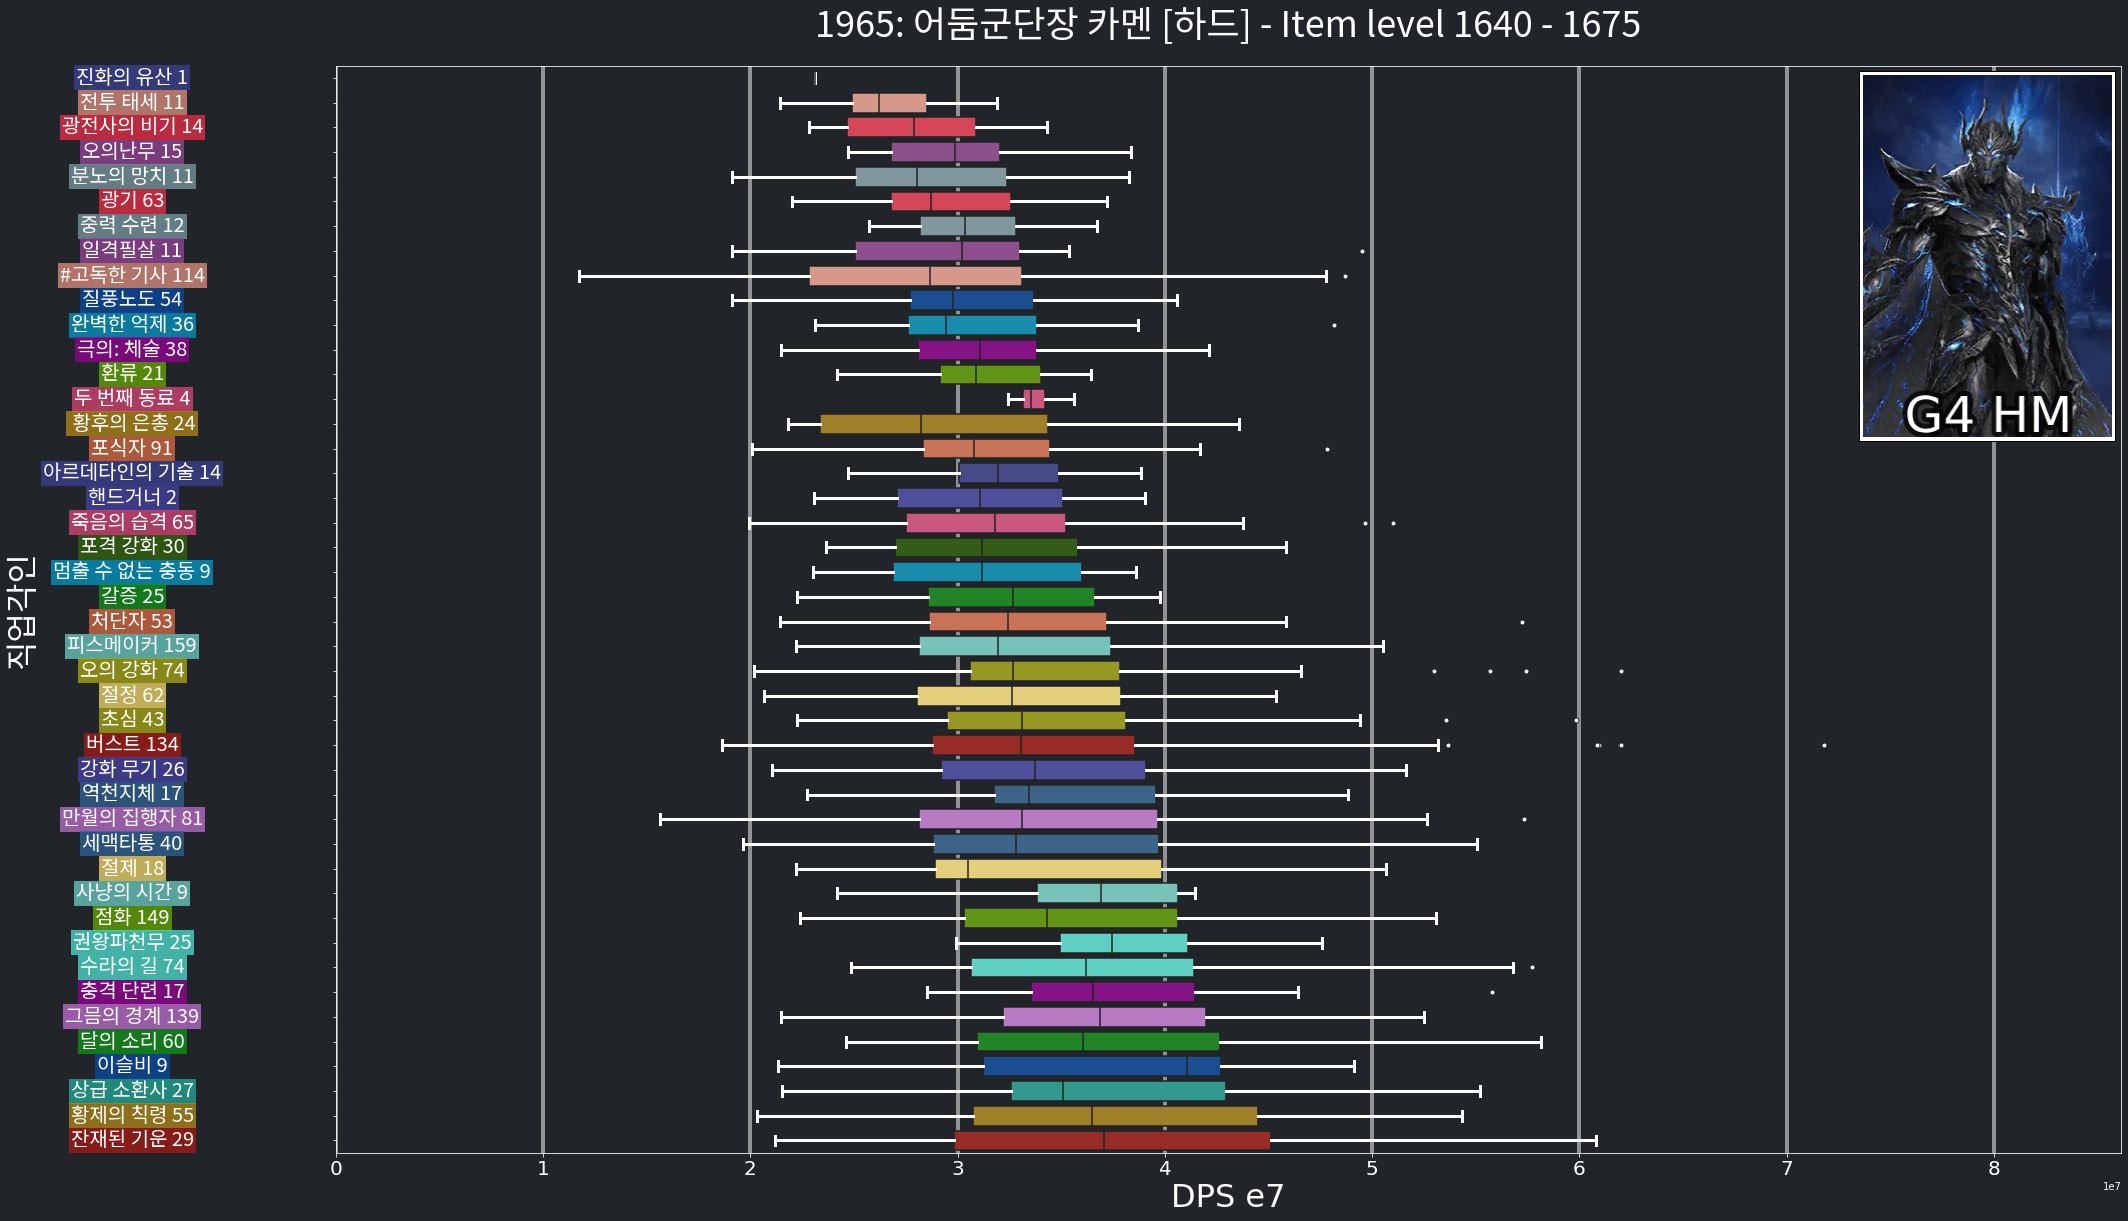 1965: 어둠군단장 카멘 [하드] - Item level 1640 - 1675
진화의 유산 1
전투 태세 11
광전사의 비기 14
오의난무 15
분노의 망치 11
광기 63
중력 수련 12
일격필살 11
#고독한 기사 114
질풍노도 54
완벽한 억제 36
극의: 체술 38
환류 21
두 번째 동료 4
황후의 은총 24
포식자 91
아르데타인의 기술 14
핸드거너 2
죽음의 습격 65
포격 강화 30
멈출 수 없는 충동 9
갈증 25
처단자 53
피스메이커 159
오의 강화 74
절정 62
초심 43
버스트 134
강화 무기 26
역천지체 17
만월의 집행자 81
세맥타통 40
절제 18
사냥의 시간 9
점화 149
권왕파천무 25
수라의 길 74
충격 단련 17
그믐의 경계 139
달의 소리 60
이슬비 9
상급 소환사 27
황제의 칙령 55
잔재된 기운 29
직업각인
G4 HM
0 1 2 3 4 5 6 7 8
1e7
DPS e7